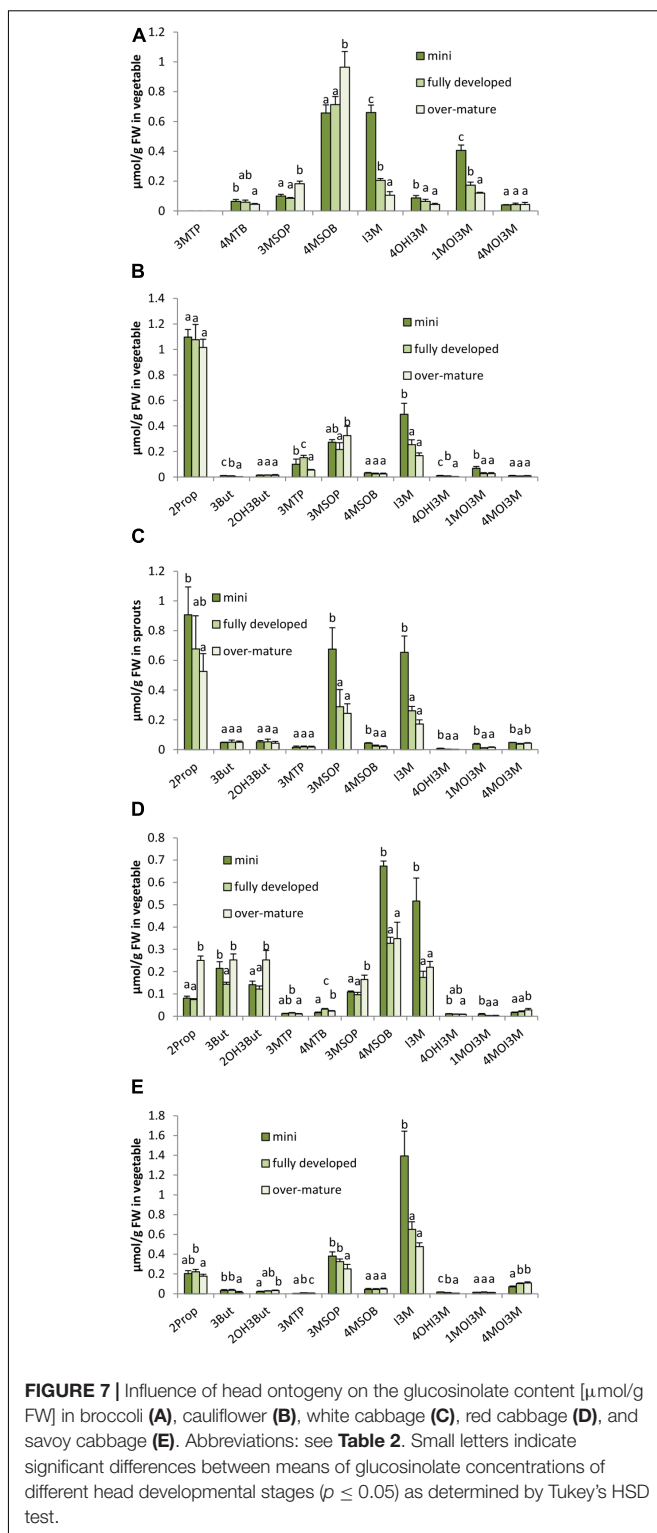 A
µmol/g FW in vegetable
1.2
1
0.8
0.6
0.4
0.2
0
mini
fully developed
over-mature
b ab a
a a b
a a b
c b a
b a a
c b a
a a a
3MTP 4MTB 3MSOP 4MSOB I3M 4OHI3M 1MOI3M 4MOI3M
B
µmol/g FW in vegetable
1.4
1.2
1
0.8
0.6
0.4
0.2
0
mini
fully developed
over-mature
a a a
c b a
a a a
b c a
ab a b
a a a
b a a
c b a
b a a
a a a
2Prop 3But 2OH3But 3MTP 3MSOP 4MSOB I3M 4OHI3M 1MOI3M 4MOI3M
C
µmol/g FW in sprouts
1.2
1
0.8
0.6
0.4
0.2
0
mini
fully developed
over-mature
b ab a
a a a
a a a
a a a
b a a
b a a
b a a
b a a
b a a
b a b
2Prop 3But 2OH3But 3MTP 3MSOP 4MSOB I3M 4OHI3M 1MOI3M 4MOI3M
D
µmol/g FW in vegetable
0.8
0.7
0.6
0.5
0.4
0.3
0.2
0.1
0
mini
fully developed
over-mature
a a b
b a b
a a b
ab b a
a c b
a a b
b a a
b a a
b ab a
b a a
a a b
2Prop 3But 2OH3But 3MTP 4MTB 3MSOP 4MSOB I3M 4OHI3M 1MOI3M 4MOI3M
E
µmol/g FW in vegetable
1.8
1.6
1.4
1.2
1
0.8
0.6
0.4
0.2
0
mini
fully developed
over-mature
ab b a
b b a
a ab b
a b c
b b a
a a a
b a a
c b a
a a a
a b b
2Prop 3But 2OH3But 3MTP 3MSOP 4MSOB I3M 4OHI3M 1MOI3M 4MOI3M
FIGURE 7 | Influence of head ontogeny on the glucosinolate content [µmol/g
FW] in broccoli (A), cauliflower (B), white cabbage (C), red cabbage (D), and
savoy cabbage (E). Abbreviations: see Table 2. Small letters indicate
significant differences between means of glucosinolate concentrations of
different head developmental stages (p ≤ 0.05) as determined by Tukey's HSD
test.